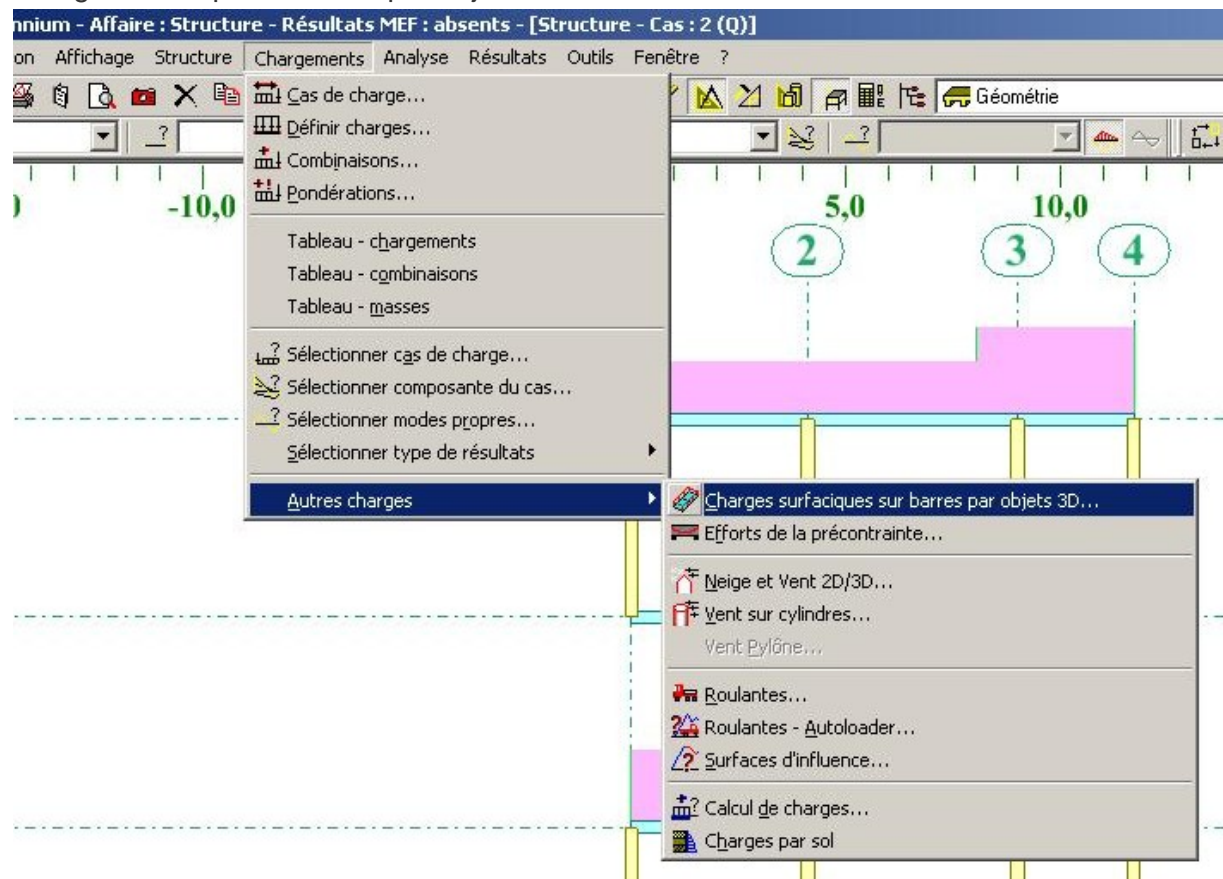 nnium - Affaire : Structure - Résultats MEF : absents - [Structure - Cas : 2 (Q)]
on Affichage Structure Chargements Analyse Résultats Outils Fenêtre ?
Géométrie
?
?
-10,0
5,0
10,0
2
3
4
Cas de charge...
Définir charges...
Combinaisons...
Pondérations...
Tableau - chargements
Tableau - combinaisons
Tableau - masses
Sélectionner cas de charge...
Sélectionner composante du cas...
Sélectionner modes propres...
Sélectionner type de résultats
Autres charges
Charges surfaciques sur barres par objets 3D...
Efforts de la précontrainte...
Neige et Vent 2D/3D...
Vent sur cylindres...
Vent Pylône...
Roulantes...
Roulantes - Autoloader...
Surfaces d'influence...
Calcul de charges...
Charges par sol